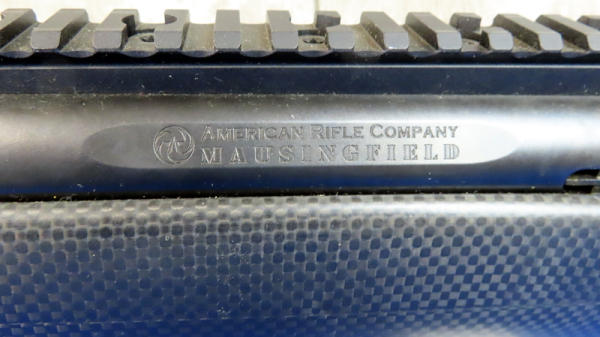 AMERICAN RIFLE COMPANY
MAUSINGFIELD